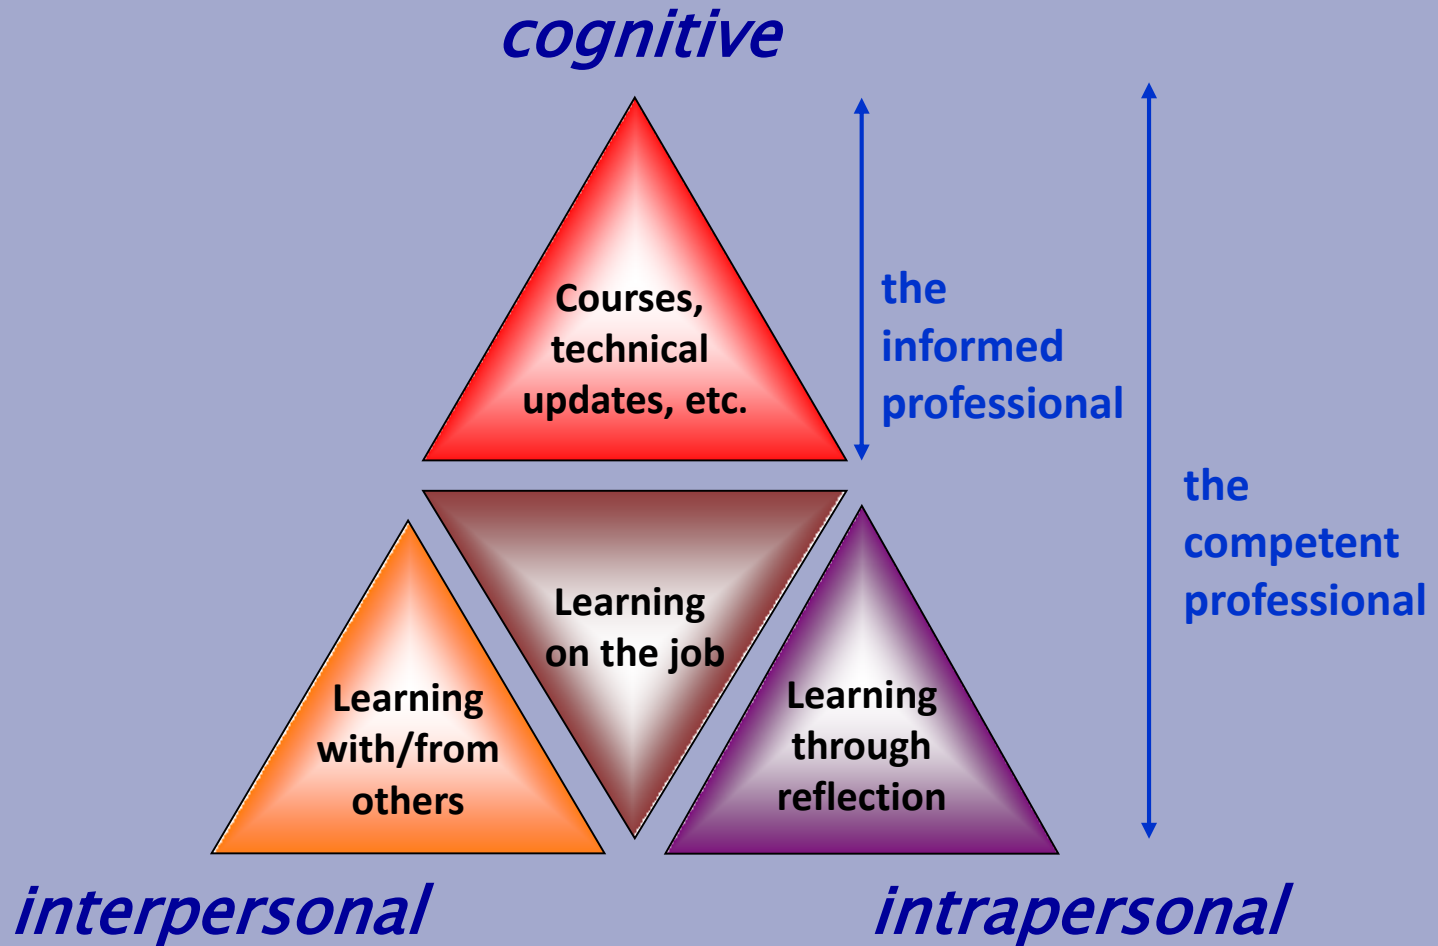 cognitive
Courses,
technical
updates, etc.
the
informed
professional
the
competent
professional
Learning
on the job
Learning
with/from
others
Learning
through
reflection
interpersonal
intrapersonal